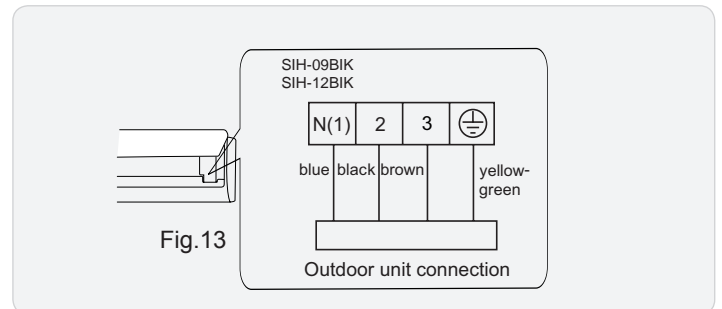 SIH-09BIK
SIH-12BIK
N(1) 2 3
blue black brown yellow-
green
Fig.13
Outdoor unit connection